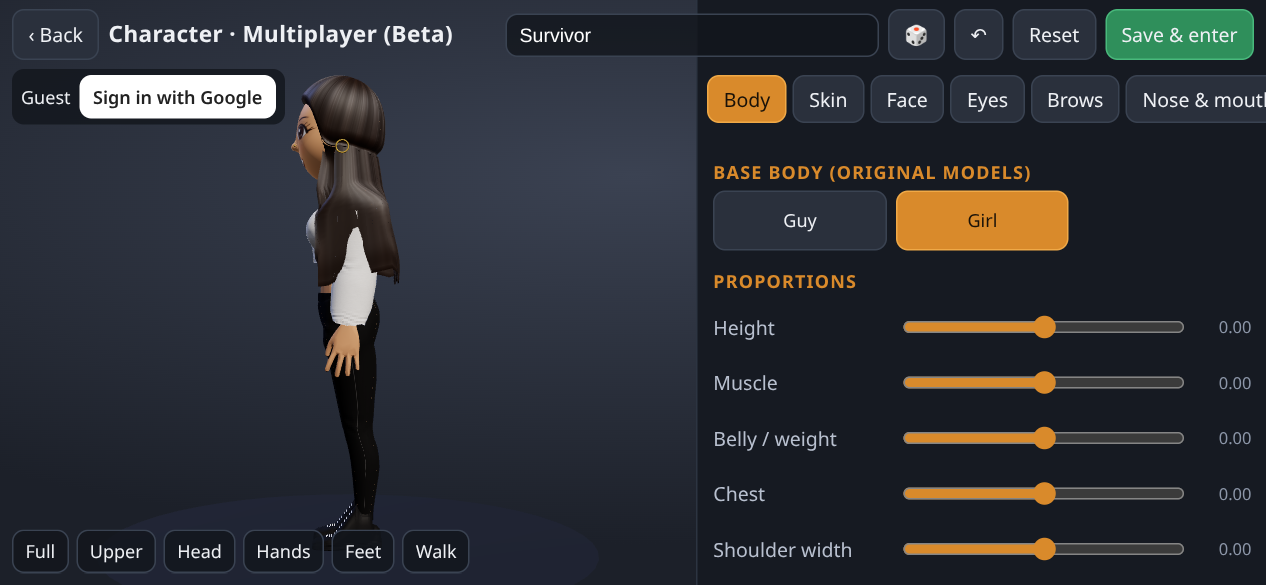 ‹ Back
Character · Multiplayer (Beta)
Survivor
Reset
Save & enter
Guest
Sign in with Google
Body
Skin
Face
Eyes
Brows
Nose & mouth
BASE BODY (ORIGINAL MODELS)
Guy
Girl
PROPORTIONS
Height
0.00
Muscle
0.00
Belly / weight
0.00
Chest
0.00
Shoulder width
0.00
Full
Upper
Head
Hands
Feet
Walk